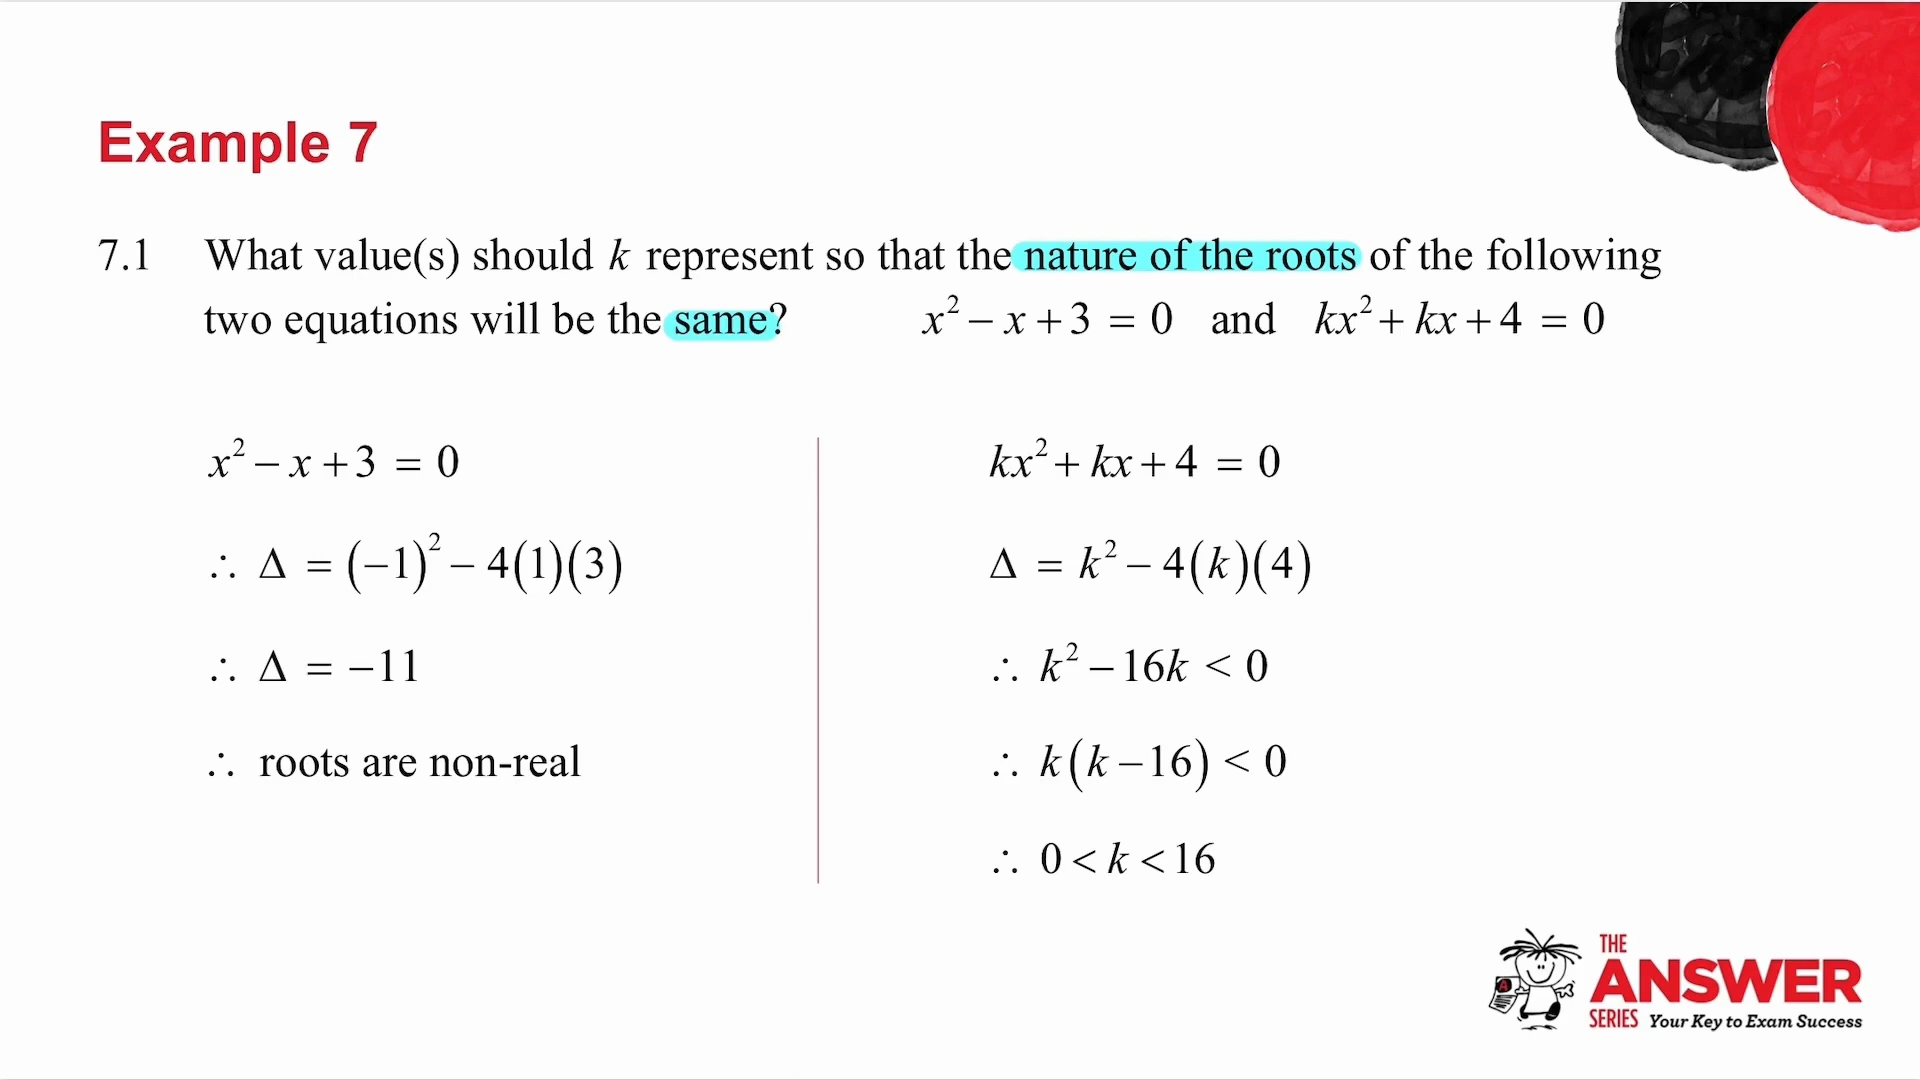 Example 7
7.1 What value(s) should k represent so that the nature of the roots of the following
two equations will be the same? x² − x + 3 = 0 and kx² + kx + 4 = 0
x² − x + 3 = 0
∴ Δ = (−1)² − 4(1)(3)
∴ Δ = −11
∴ roots are non-real
kx² + kx + 4 = 0
Δ = k² − 4(k)(4)
∴ k² − 16k < 0
∴ k(k − 16) < 0
∴ 0 < k < 16
THE
ANSWER
SERIES Your Key to Exam Success